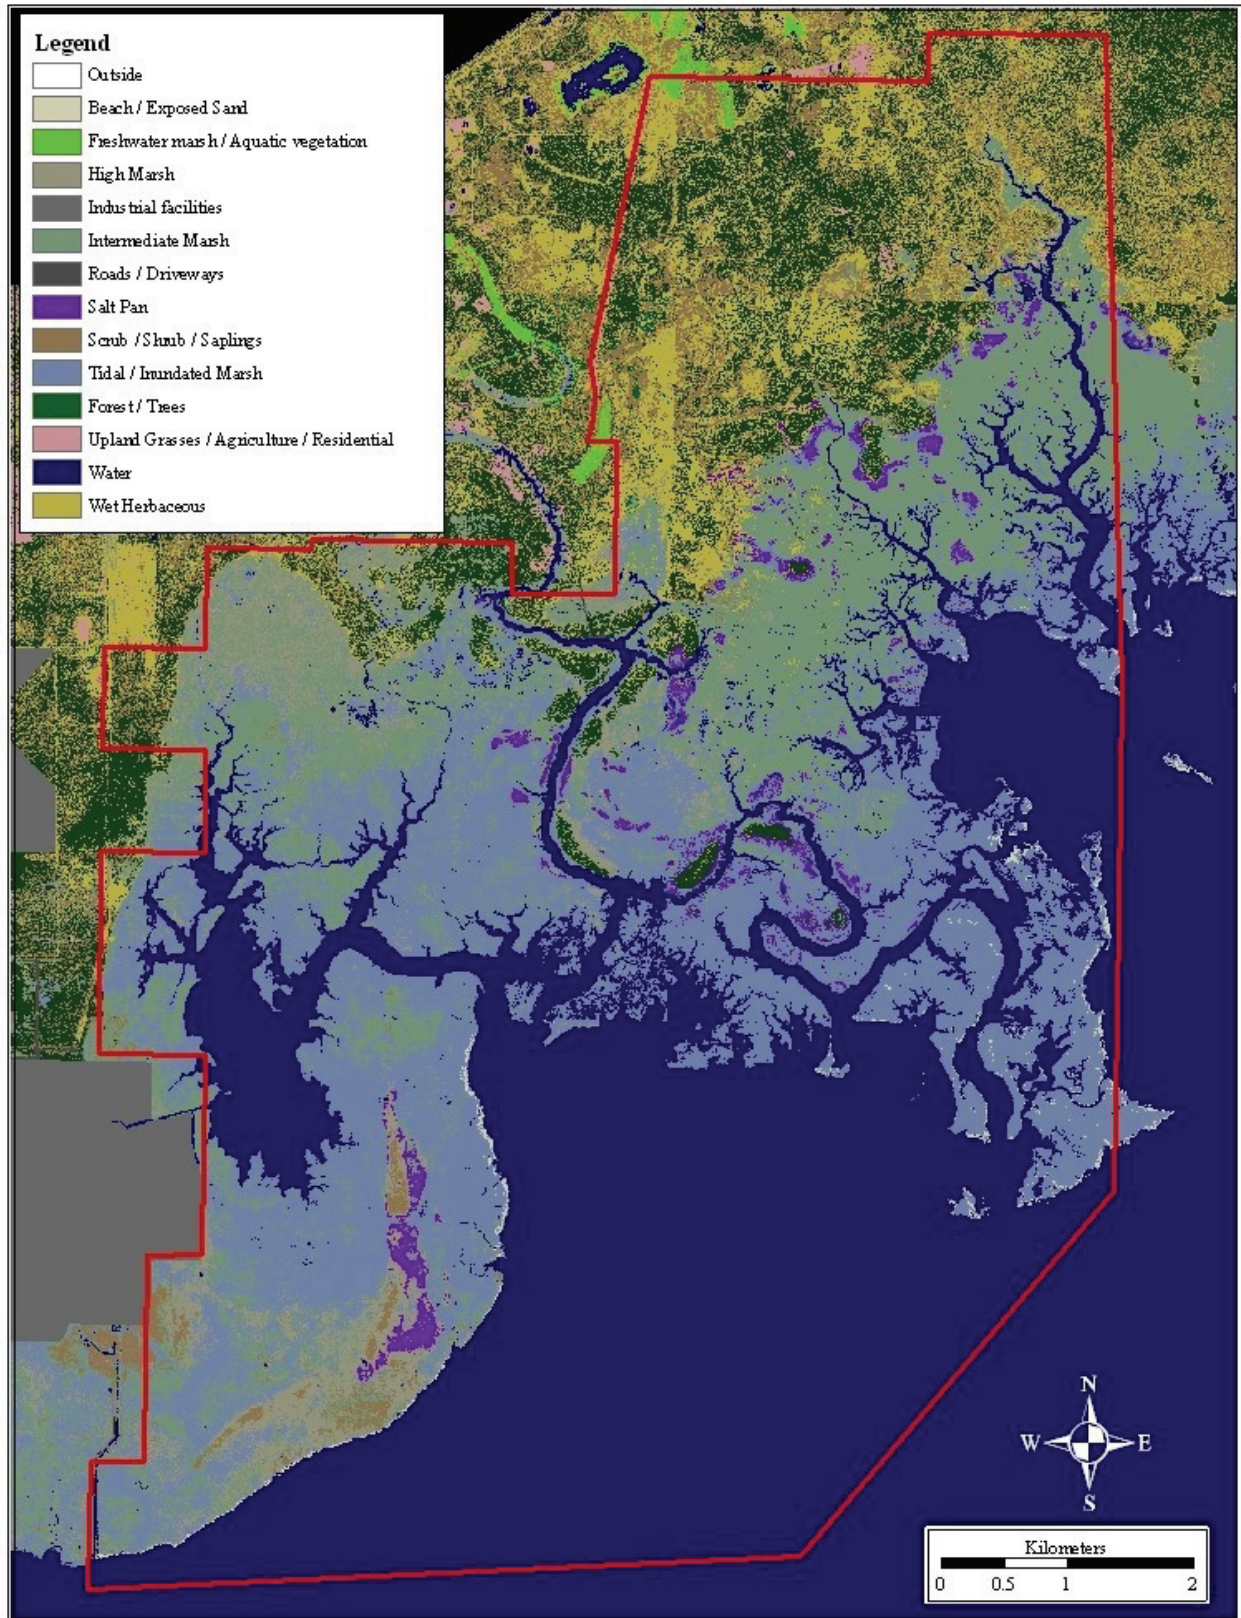 Legend
Outside
Beach / Exposed Sand
Freshwater marsh / Aquatic vegetation
High Marsh
Industrial facilities
Intermediate Marsh
Roads / Driveways
Salt Pan
Scrub / Shrub / Saplings
Tidal / Inundated Marsh
Forest / Trees
Upland Grasses / Agriculture / Residential
Water
Wet Herbaceous
N
W E
S
Kilometers
0 0.5 1 2